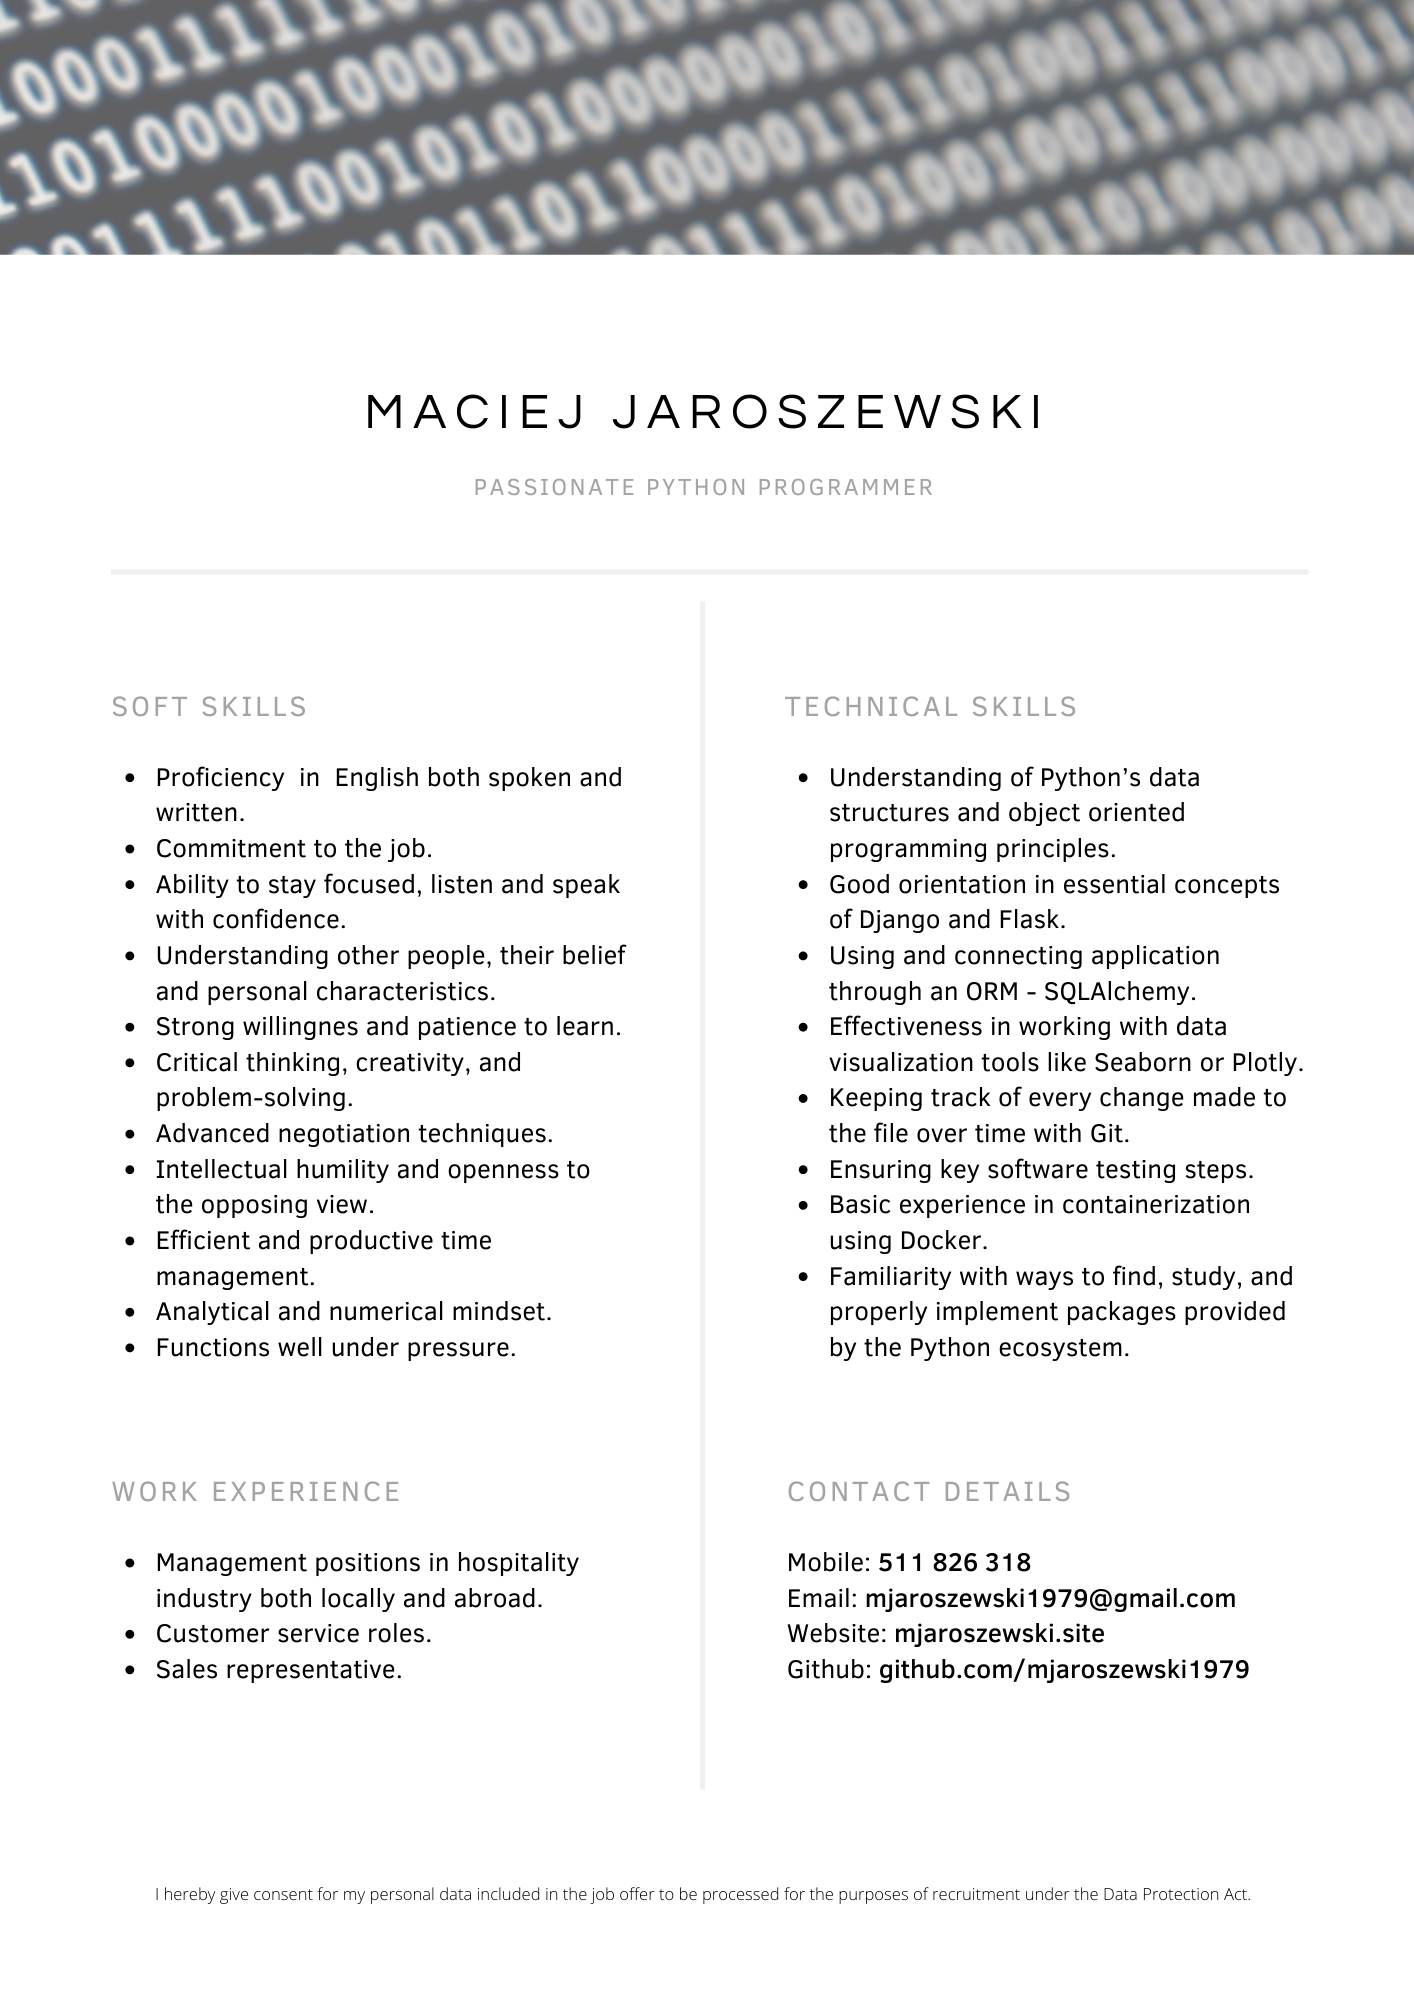 MACIEJ JAROSZEWSKI
PASSIONATE PYTHON PROGRAMMER
SOFT SKILLS
• Proficiency in English both spoken and
written.
• Commitment to the job.
• Ability to stay focused, listen and speak
with confidence.
• Understanding other people, their belief
and personal characteristics.
• Strong willingnes and patience to learn.
• Critical thinking, creativity, and
problem-solving.
• Advanced negotiation techniques.
• Intellectual humility and openness to
the opposing view.
• Efficient and productive time
management.
• Analytical and numerical mindset.
• Functions well under pressure.
TECHNICAL SKILLS
• Understanding of Python’s data
structures and object oriented
programming principles.
• Good orientation in essential concepts
of Django and Flask.
• Using and connecting application
through an ORM - SQLAlchemy.
• Effectiveness in working with data
visualization tools like Seaborn or Plotly.
• Keeping track of every change made to
the file over time with Git.
• Ensuring key software testing steps.
• Basic experience in containerization
using Docker.
• Familiarity with ways to find, study, and
properly implement packages provided
by the Python ecosystem.
WORK EXPERIENCE
• Management positions in hospitality
industry both locally and abroad.
• Customer service roles.
• Sales representative.
CONTACT DETAILS
Mobile: 511 826 318
Email: mjaroszewski1979@gmail.com
Website: mjaroszewski.site
Github: github.com/mjaroszewski1979
I hereby give consent for my personal data included in the job offer to be processed for the purposes of recruitment under the Data Protection Act.